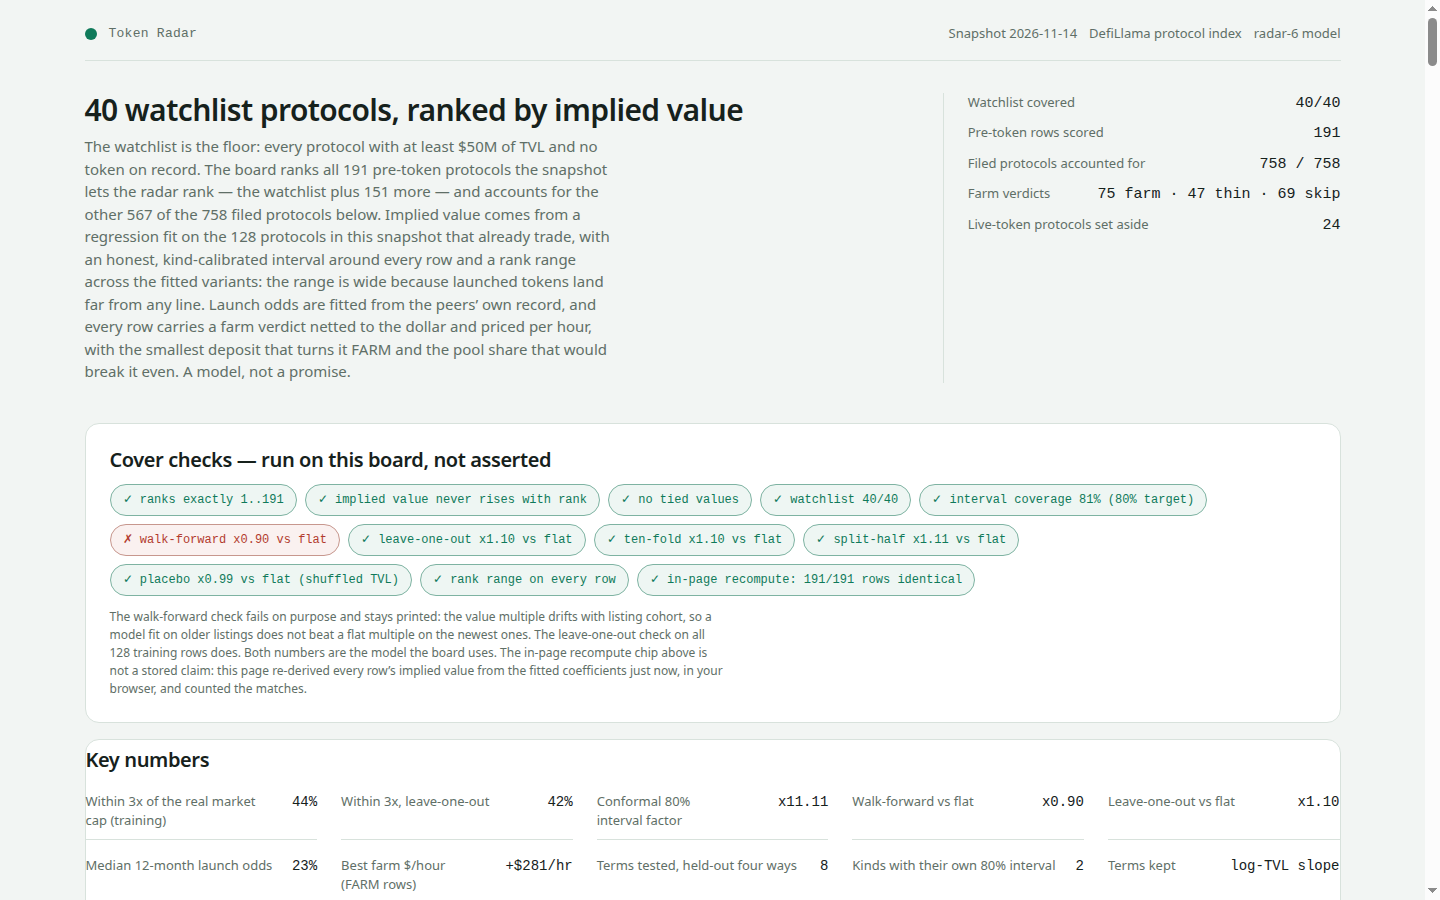 Token Radar
Snapshot 2026-11-14 DefiLlama protocol index radar-6 model
40 watchlist protocols, ranked by implied value
The watchlist is the floor: every protocol with at least $50M of TVL and no
token on record. The board ranks all 191 pre-token protocols the snapshot
lets the radar rank — the watchlist plus 151 more — and accounts for the
other 567 of the 758 filed protocols below. Implied value comes from a
regression fit on the 128 protocols in this snapshot that already trade, with
an honest, kind-calibrated interval around every row and a rank range
across the fitted variants: the range is wide because launched tokens land
far from any line. Launch odds are fitted from the peers’ own record, and
every row carries a farm verdict netted to the dollar and priced per hour,
with the smallest deposit that turns it FARM and the pool share that would
break it even. A model, not a promise.
Watchlist covered 40/40
Pre-token rows scored 191
Filed protocols accounted for 758 / 758
Farm verdicts 75 farm · 47 thin · 69 skip
Live-token protocols set aside 24
Cover checks — run on this board, not asserted
✓ ranks exactly 1..191 ✓ implied value never rises with rank ✓ no tied values ✓ watchlist 40/40 ✓ interval coverage 81% (80% target)
✗ walk-forward x0.90 vs flat ✓ leave-one-out x1.10 vs flat ✓ ten-fold x1.10 vs flat ✓ split-half x1.11 vs flat
✓ placebo x0.99 vs flat (shuffled TVL) ✓ rank range on every row ✓ in-page recompute: 191/191 rows identical
The walk-forward check fails on purpose and stays printed: the value multiple drifts with listing cohort, so a
model fit on older listings does not beat a flat multiple on the newest ones. The leave-one-out check on all
128 training rows does. Both numbers are the model the board uses. The in-page recompute chip above is
not a stored claim: this page re-derived every row’s implied value from the fitted coefficients just now, in your
browser, and counted the matches.
Key numbers
Within 3x of the real market cap (training) 44%
Within 3x, leave-one-out 42%
Conformal 80% interval factor x11.11
Walk-forward vs flat x0.90
Leave-one-out vs flat x1.10
Median 12-month launch odds 23%
Best farm $/hour (FARM rows) +$281/hr
Terms tested, held-out four ways 8
Kinds with their own 80% interval 2
Terms kept log-TVL slope